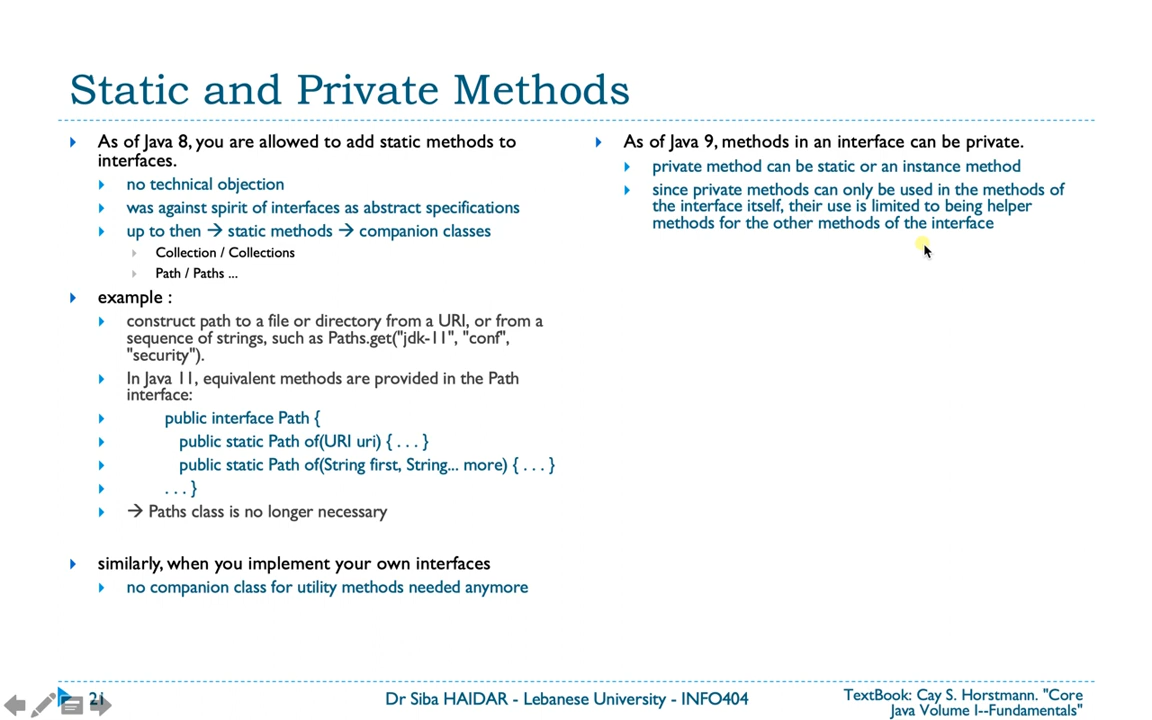 Static and Private Methods
As of Java 8, you are allowed to add static methods to
interfaces.
no technical objection
was against spirit of interfaces as abstract specifications
up to then → static methods → companion classes
Collection / Collections
Path / Paths ...
example :
construct path to a file or directory from a URI, or from a
sequence of strings, such as Paths.get("jdk-11", "conf",
"security").
In Java 11, equivalent methods are provided in the Path
interface:
public interface Path {
public static Path of(URI uri) { . . . }
public static Path of(String first, String... more) { . . . }
. . . }
→ Paths class is no longer necessary
similarly, when you implement your own interfaces
no companion class for utility methods needed anymore
As of Java 9, methods in an interface can be private.
private method can be static or an instance method
since private methods can only be used in the methods of
the interface itself, their use is limited to being helper
methods for the other methods of the interface
21
Dr Siba HAIDAR - Lebanese University - INFO404
TextBook: Cay S. Horstmann. "Core
Java Volume I--Fundamentals"